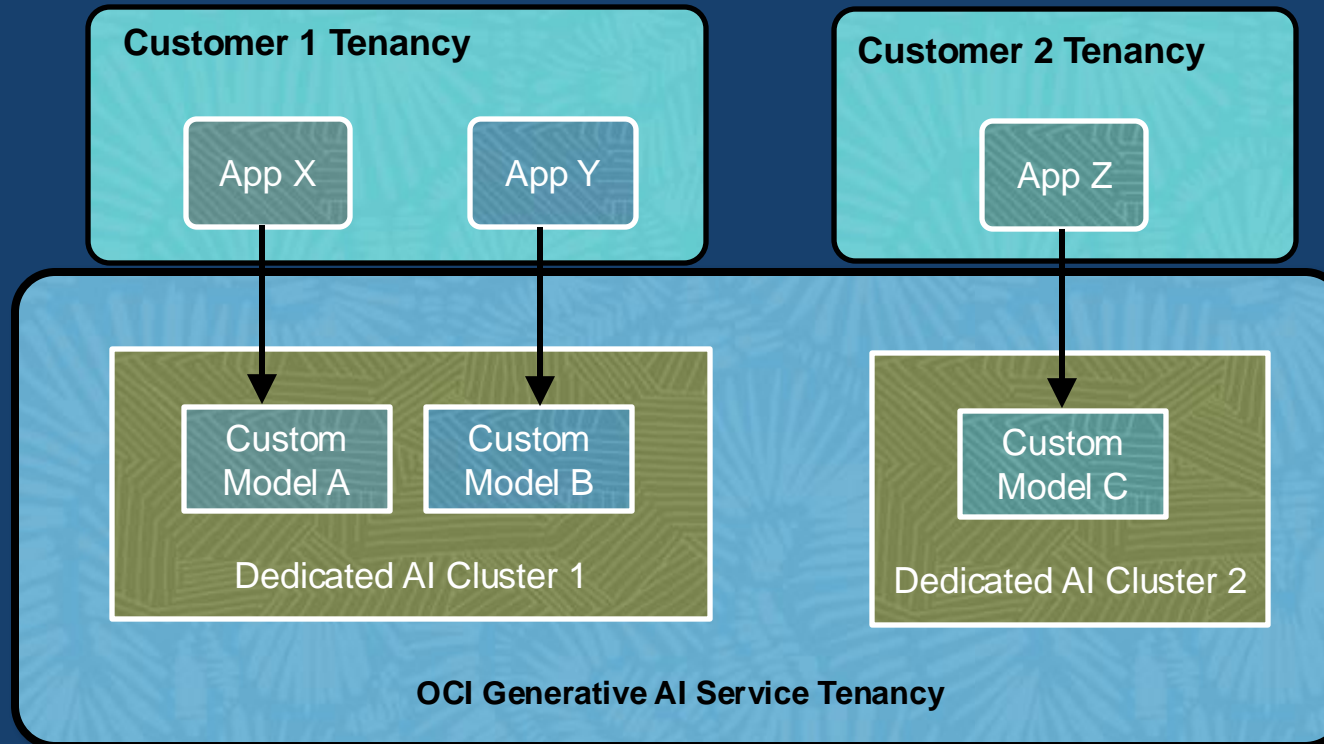 Customer 1 Tenancy
Customer 2 Tenancy
App X
App Y
App Z
Custom
Model A
Custom
Model B
Custom
Model C
Dedicated AI Cluster 1
Dedicated AI Cluster 2
OCI Generative AI Service Tenancy